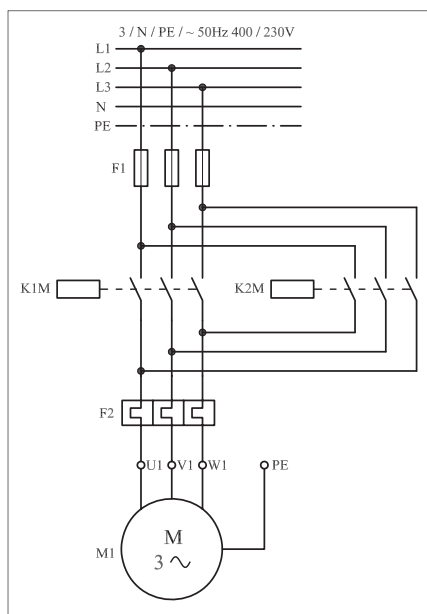 3 / N / PE / ~ 50Hz 400 / 230V
L1
L2
L3
N
PE
F1
K1M
K2M
F2
U1
V1
W1
PE
M1
M
3 ~